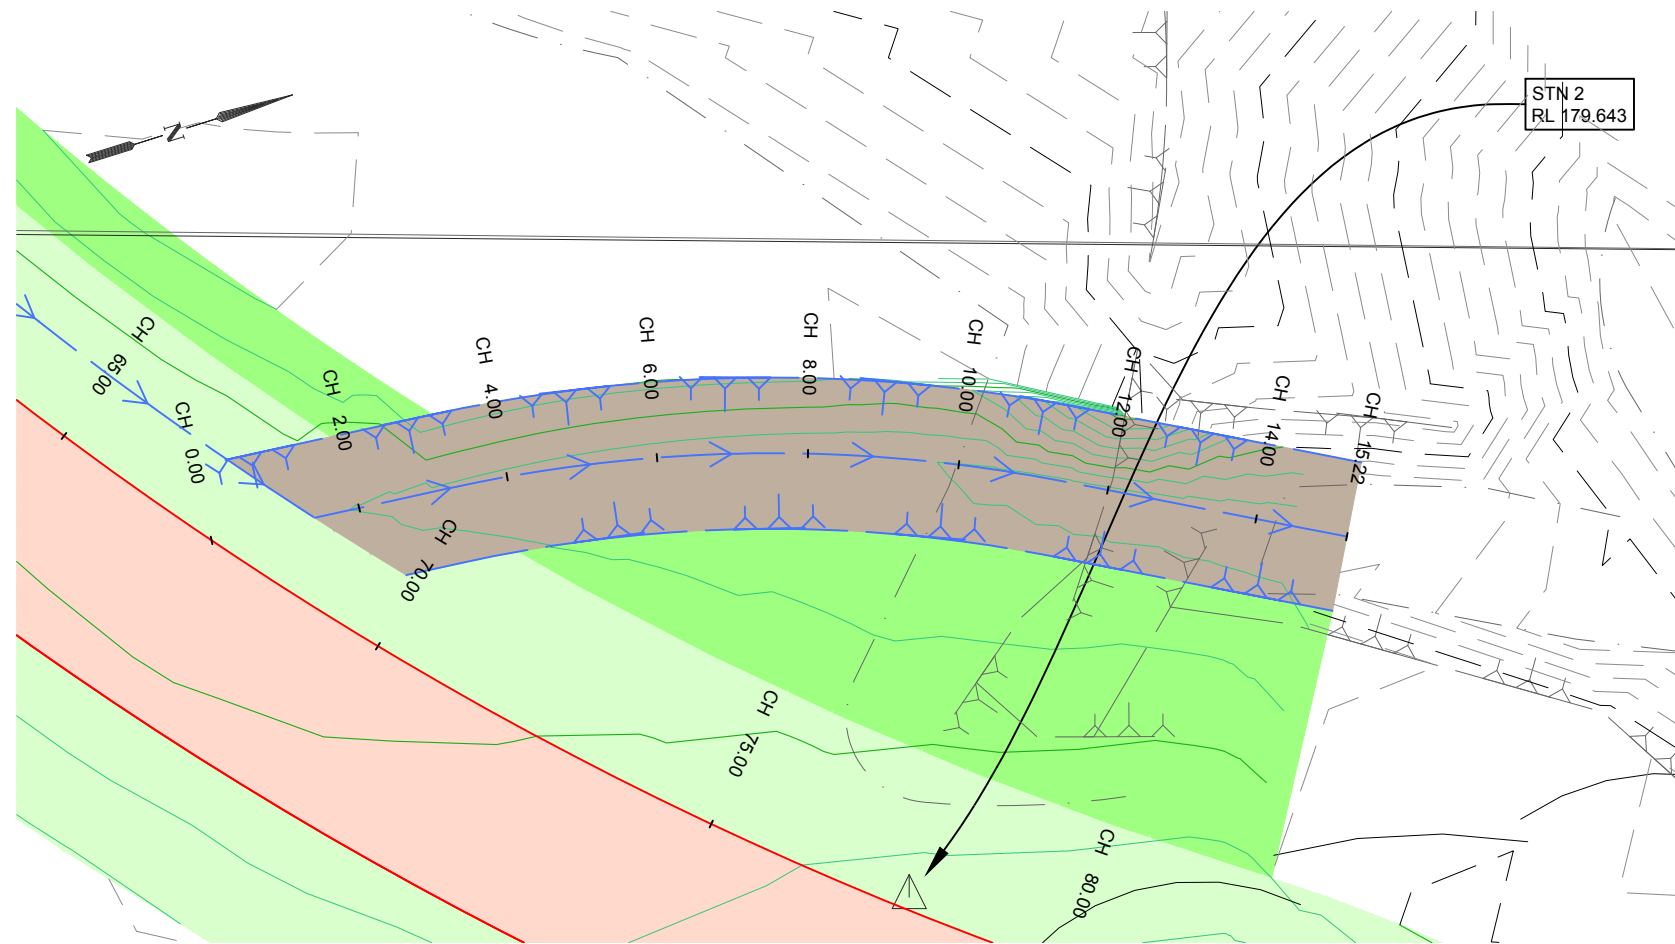 STN 2
RL 179.643
N
CH 65.00
CH 0.00
CH 2.00
CH 4.00
CH 6.00
CH 8.00
CH 10.00
CH 12.00
CH 14.00
CH 15.22
CH 70.00
CH 75.00
CH 80.00